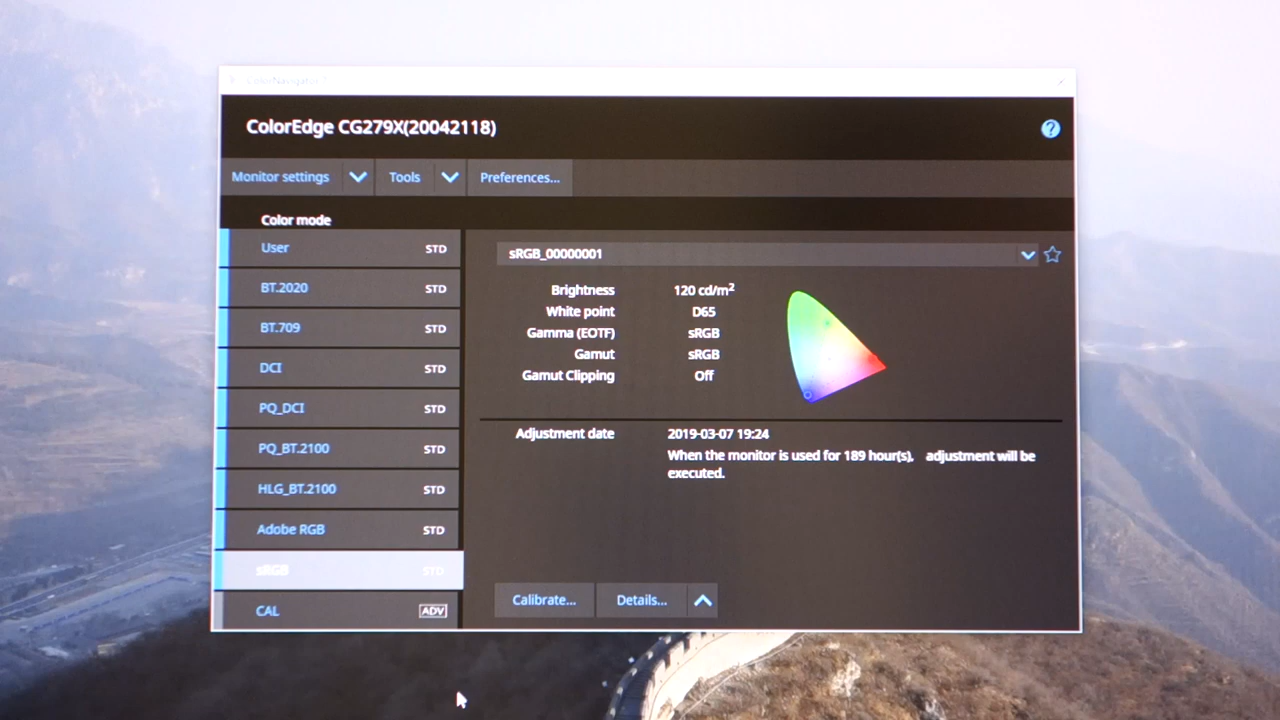 ColorNavigator 7
ColorEdge CG279X(20042118)
?
Monitor settings Tools Preferences...
Color mode
User STD
BT.2020 STD
BT.709 STD
DCI STD
PQ_DCI STD
PQ_BT.2100 STD
HLG_BT.2100 STD
Adobe RGB STD
sRGB STD
CAL ADV
sRGB_00000001
Brightness 120 cd/m²
White point D65
Gamma (EOTF) sRGB
Gamut sRGB
Gamut Clipping Off
Adjustment date 2019-03-07 19:24
When the monitor is used for 189 hour(s), adjustment will be
executed.
Calibrate... Details...